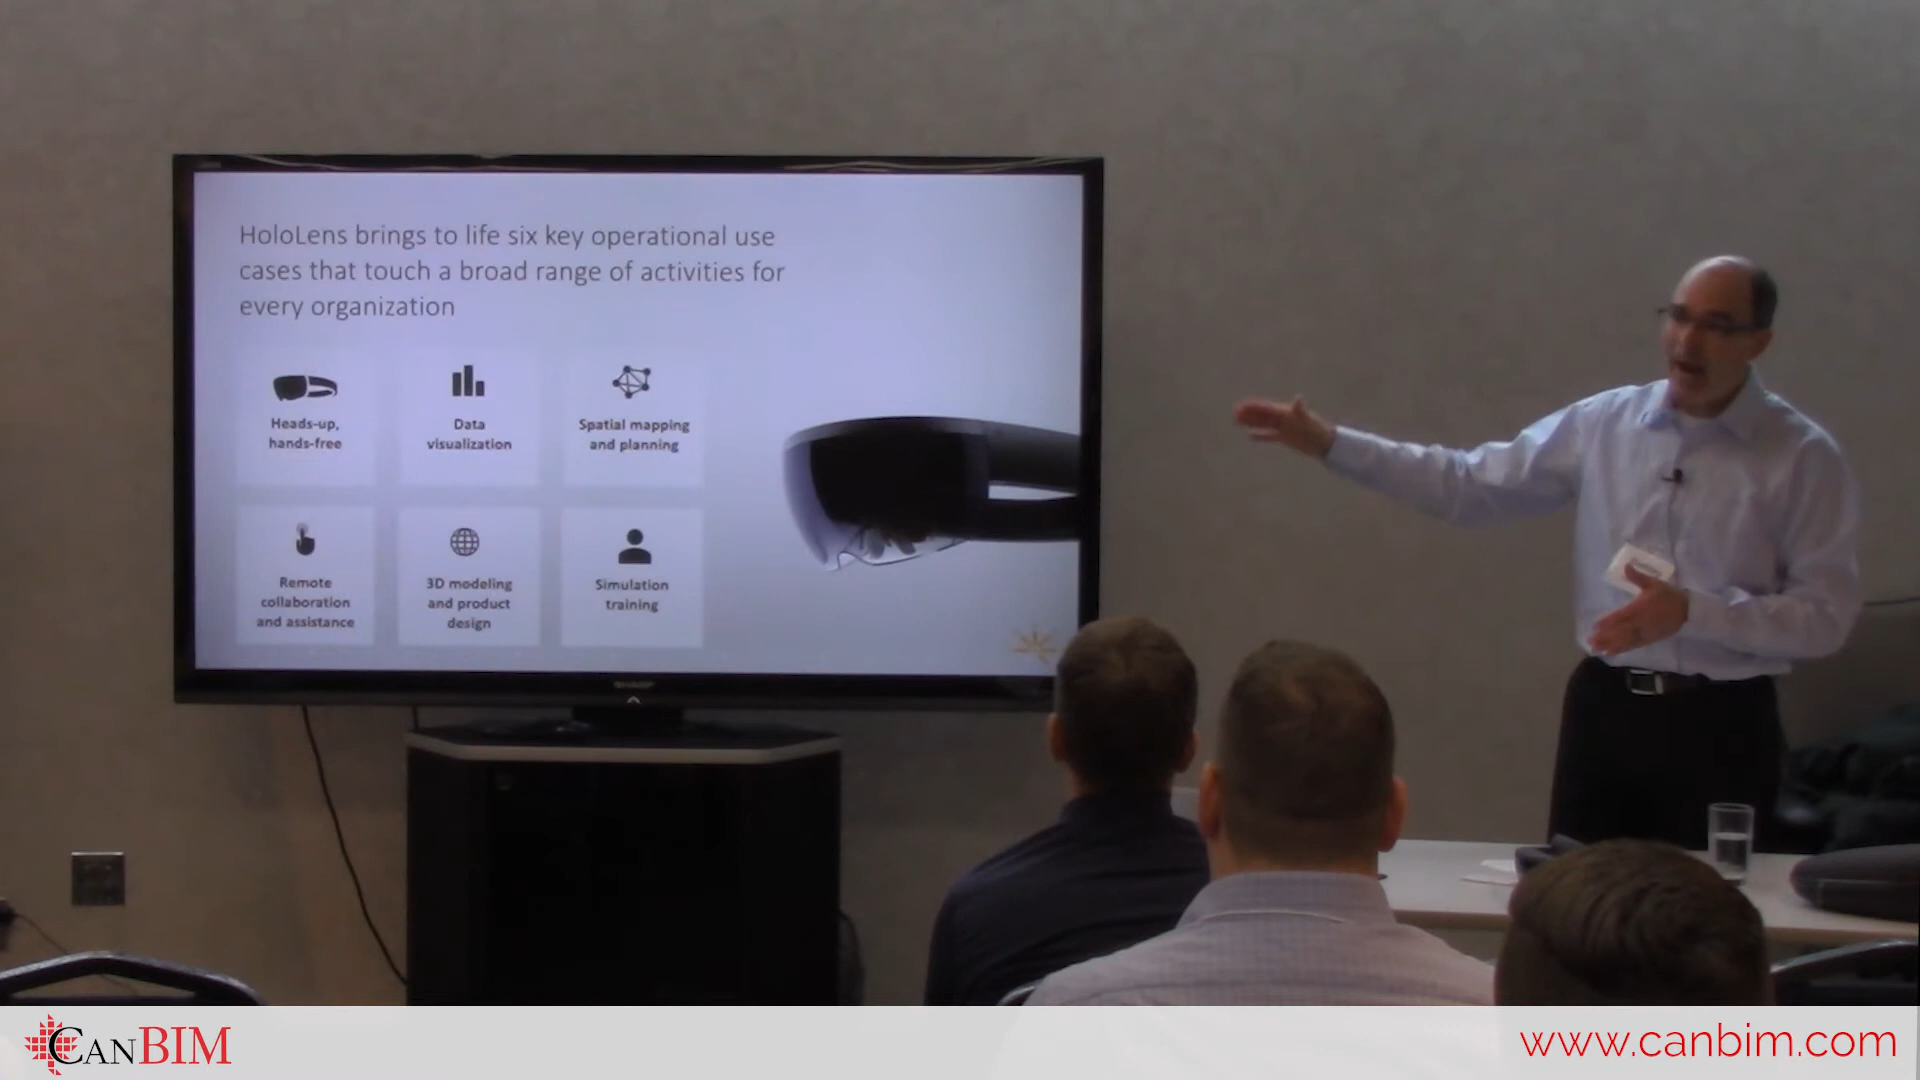 HoloLens brings to life six key operational use
cases that touch a broad range of activities for
every organization
Heads-up,
hands-free
Data
visualization
Spatial mapping
and planning
Remote
collaboration
and assistance
3D modeling
and product
design
Simulation
training
SHARP
CANBIM
www.canbim.com